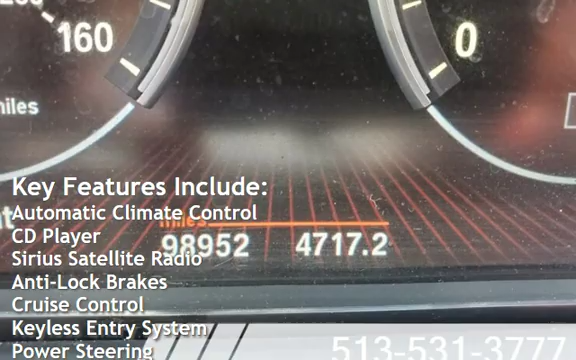 160
0
miles
Key Features Include:
Automatic Climate Control
miles
CD Player
98952 4717.2
Sirius Satellite Radio
Anti-Lock Brakes
Cruise Control
Keyless Entry System
Power Steering
513-531-3777